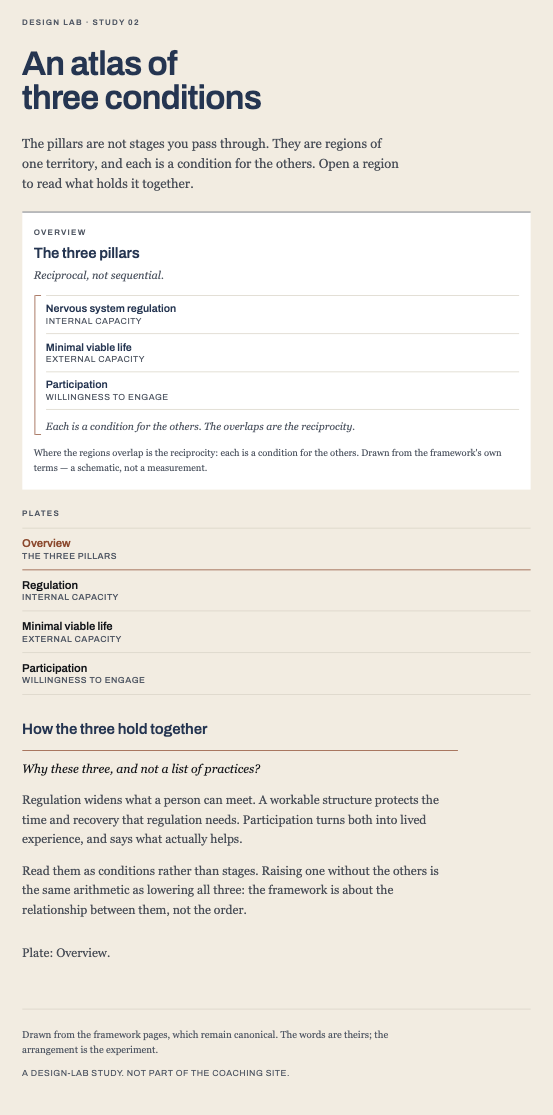 DESIGN LAB · STUDY 02
An atlas of
three conditions
The pillars are not stages you pass through. They are regions of
one territory, and each is a condition for the others. Open a region
to read what holds it together.
OVERVIEW
The three pillars
Reciprocal, not sequential.
Nervous system regulation
INTERNAL CAPACITY
Minimal viable life
EXTERNAL CAPACITY
Participation
WILLINGNESS TO ENGAGE
Each is a condition for the others. The overlaps are the reciprocity.
Where the regions overlap is the reciprocity: each is a condition for the others. Drawn from the framework's own
terms — a schematic, not a measurement.
PLATES
Overview
THE THREE PILLARS
Regulation
INTERNAL CAPACITY
Minimal viable life
EXTERNAL CAPACITY
Participation
WILLINGNESS TO ENGAGE
How the three hold together
Why these three, and not a list of practices?
Regulation widens what a person can meet. A workable structure protects the
time and recovery that regulation needs. Participation turns both into lived
experience, and says what actually helps.
Read them as conditions rather than stages. Raising one without the others is
the same arithmetic as lowering all three: the framework is about the
relationship between them, not the order.
Plate: Overview.
Drawn from the framework pages, which remain canonical. The words are theirs; the
arrangement is the experiment.
A DESIGN-LAB STUDY. NOT PART OF THE COACHING SITE.